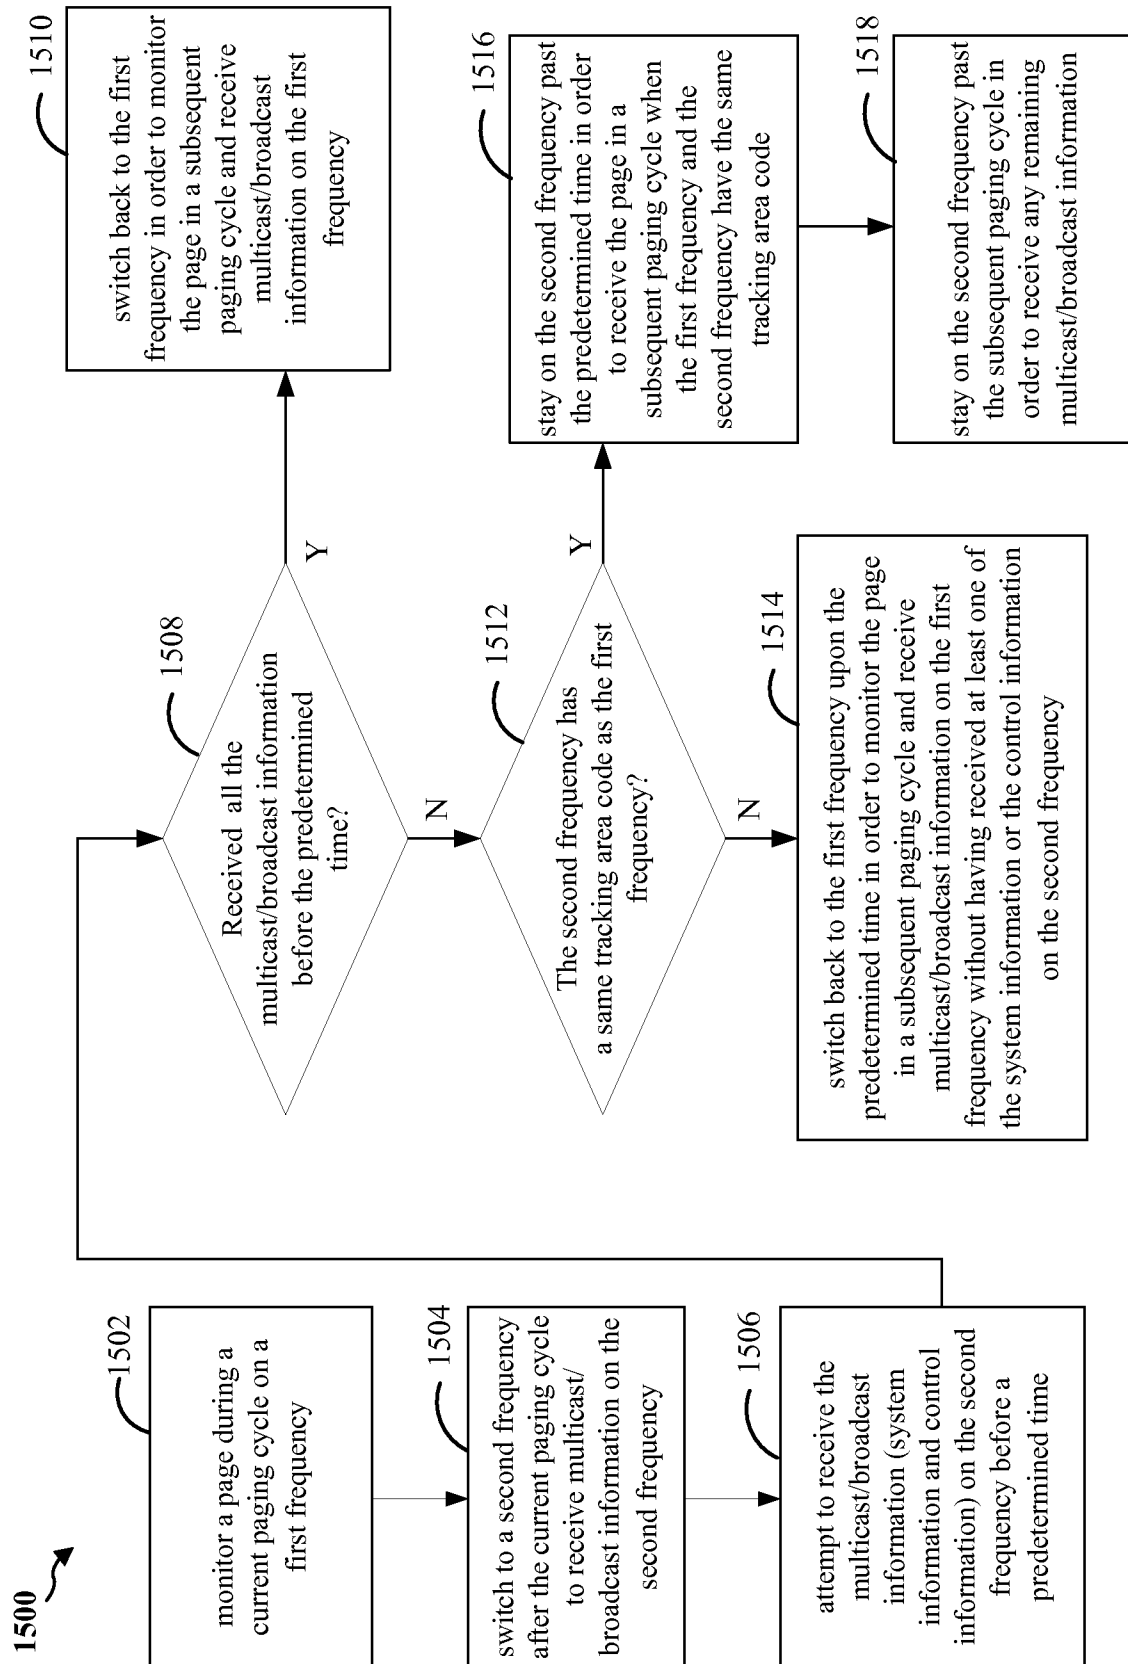 1500
1502
monitor a page during a
current paging cycle on a
first frequency
1504
switch to a second frequency
after the current paging cycle
to receive multicast/
broadcast information on the
second frequency
1506
attempt to receive the
multicast/broadcast
information (system
information and control
information) on the second
frequency before a
predetermined time
1508
Received all the
multicast/broadcast information
before the predetermined
time?
Y
N
1510
switch back to the first
frequency in order to monitor
the page in a subsequent
paging cycle and receive
multicast/broadcast
information on the first
frequency
1512
The second frequency has
a same tracking area code as the first
frequency?
Y
N
1514
switch back to the first frequency upon the
predetermined time in order to monitor the page
in a subsequent paging cycle and receive
multicast/broadcast information on the first
frequency without having received at least one of
the system information or the control information
on the second frequency
1516
stay on the second frequency past
the predetermined time in order
to receive the page in a
subsequent paging cycle when
the first frequency and the
second frequency have the same
tracking area code
1518
stay on the second frequency past
the subsequent paging cycle in
order to receive any remaining
multicast/broadcast information